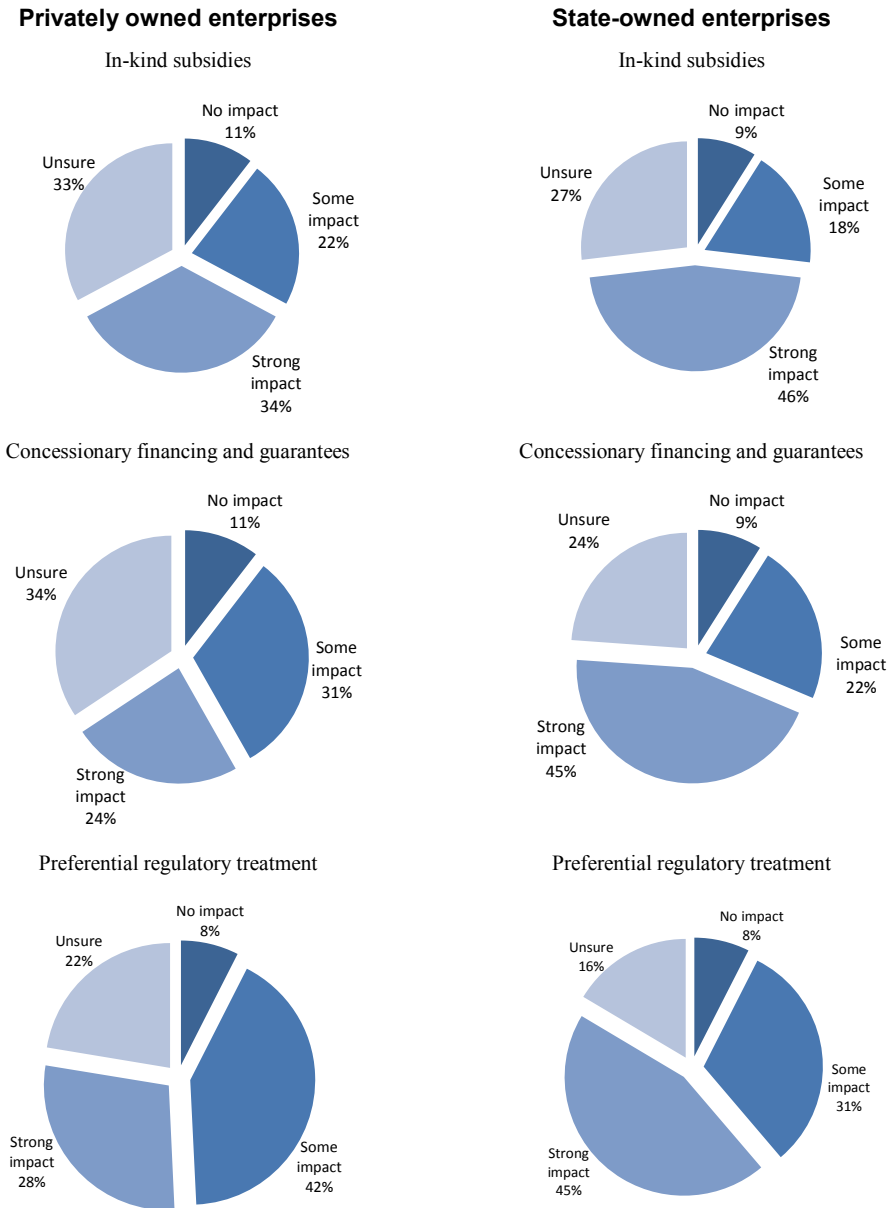 Privately owned enterprises
State-owned enterprises
In-kind subsidies
In-kind subsidies
No impact
11%
Some
impact
22%
Strong
impact
34%
Unsure
33%
No impact
9%
Some
impact
18%
Strong
impact
46%
Unsure
27%
Concessionary financing and guarantees
Concessionary financing and guarantees
No impact
11%
Some
impact
31%
Strong
impact
24%
Unsure
34%
No impact
9%
Some
impact
22%
Strong
impact
45%
Unsure
24%
Preferential regulatory treatment
Preferential regulatory treatment
No impact
8%
Some
impact
42%
Strong
impact
28%
Unsure
22%
No impact
8%
Some
impact
31%
Strong
impact
45%
Unsure
16%